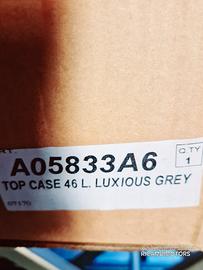 Q.TY
A05833A6
1
TOP CASE 46 L. LUXIOUS GREY